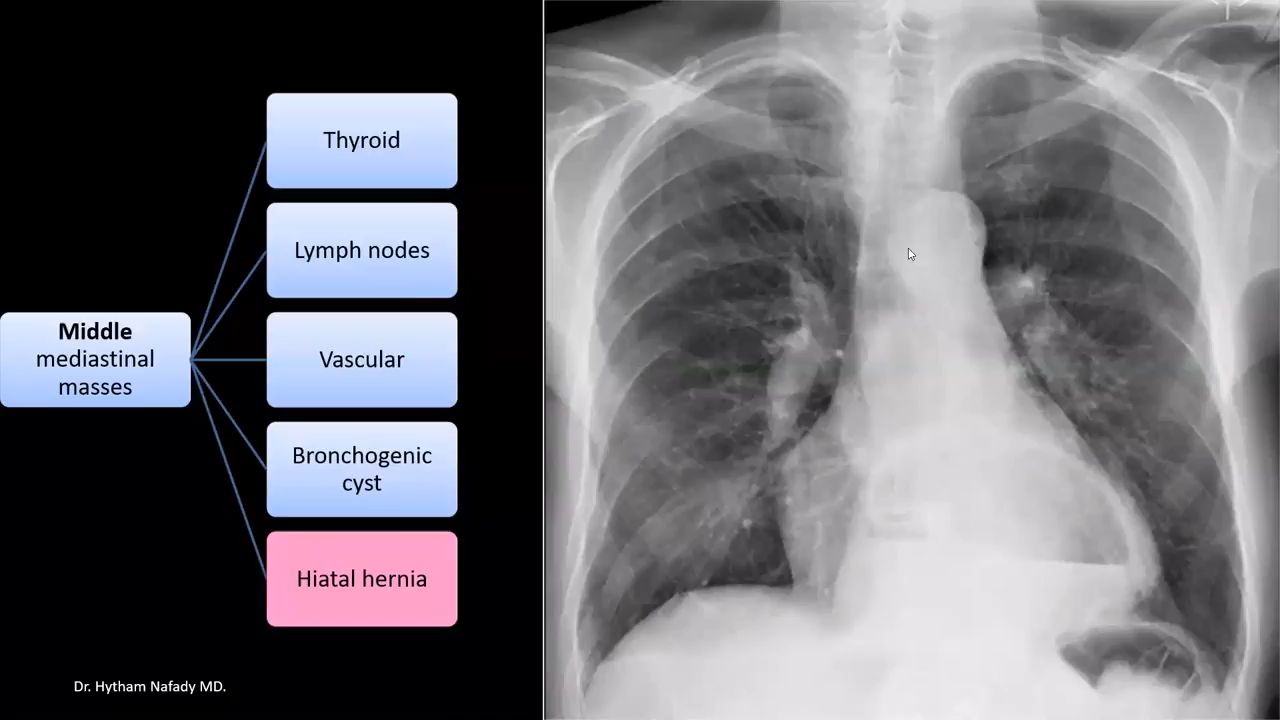 Thyroid
Lymph nodes
Middle
mediastinal
masses
Vascular
Bronchogenic
cyst
Hiatal hernia
Dr. Hytham Nafady MD.